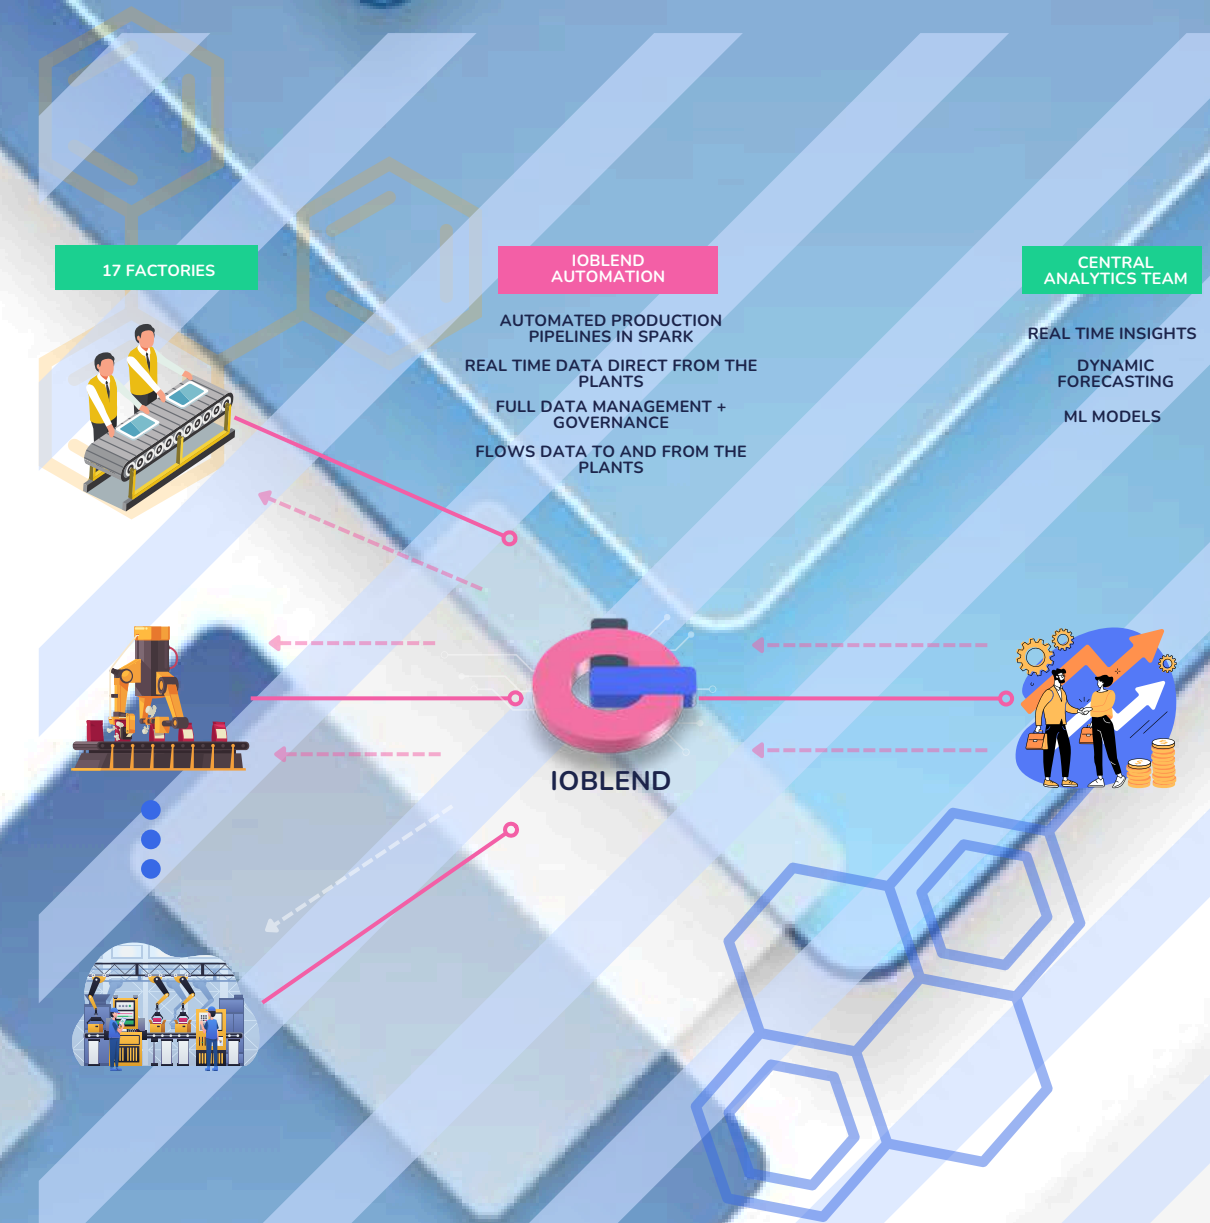 17 FACTORIES
IOBLEND
AUTOMATION
AUTOMATED PRODUCTION
PIPELINES IN SPARK
REAL TIME DATA DIRECT FROM THE
PLANTS
FULL DATA MANAGEMENT +
GOVERNANCE
FLOWS DATA TO AND FROM THE
PLANTS
CENTRAL
ANALYTICS TEAM
REAL TIME INSIGHTS
DYNAMIC
FORECASTING
ML MODELS
IOBLEND